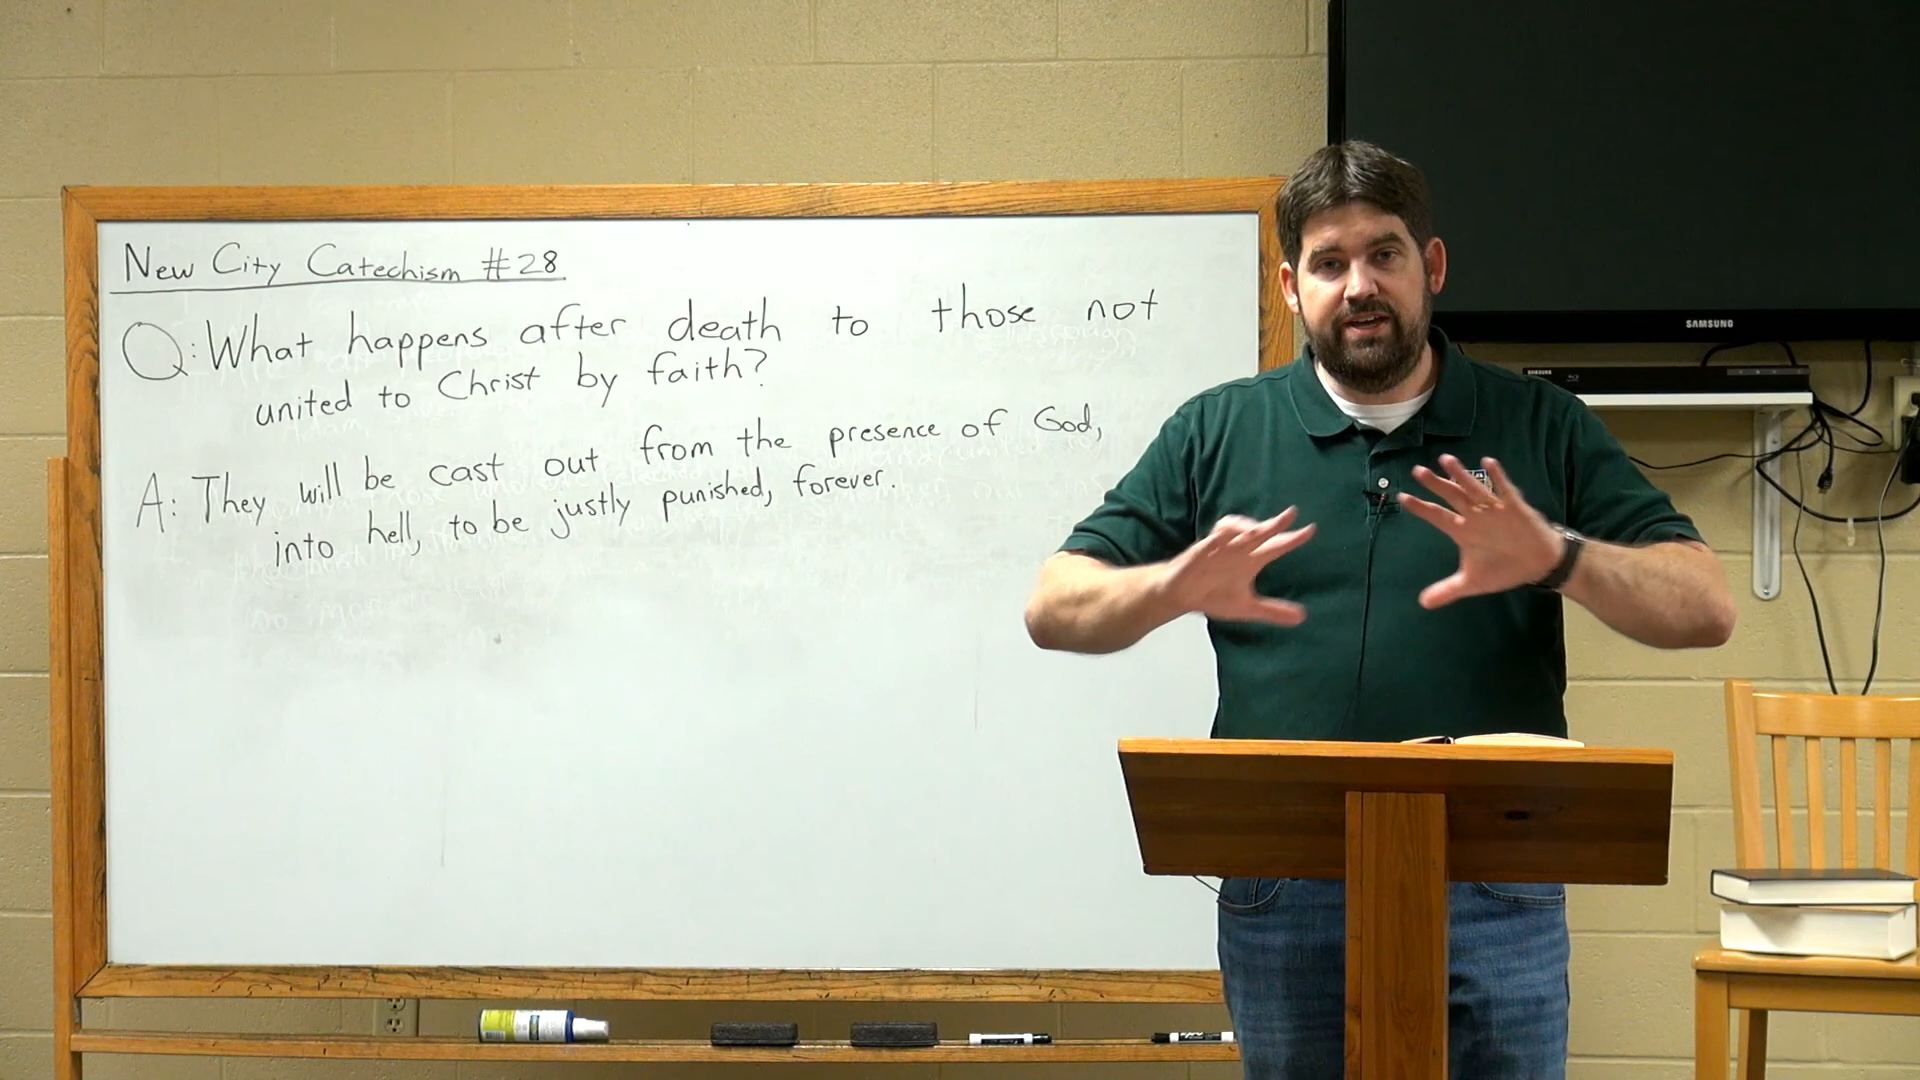 New City Catechism #28
Q: What happens after death to those not
united to Christ by faith?
A: They will be cast out from the presence of God,
into hell, to be justly punished, forever.
SAMSUNG
SAMSUNG